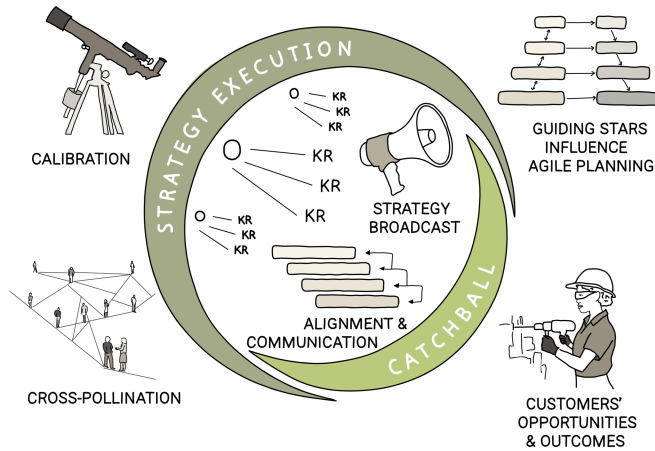 STRATEGY EXECUTION
KR
KR
KR
KR
KR
KR
KR
KR
KR
STRATEGY
BROADCAST
ALIGNMENT &
COMMUNICATION
CATCHBALL
CALIBRATION
GUIDING STARS
INFLUENCE
AGILE PLANNING
CROSS-POLLINATION
CUSTOMERS'
OPPORTUNITIES
& OUTCOMES